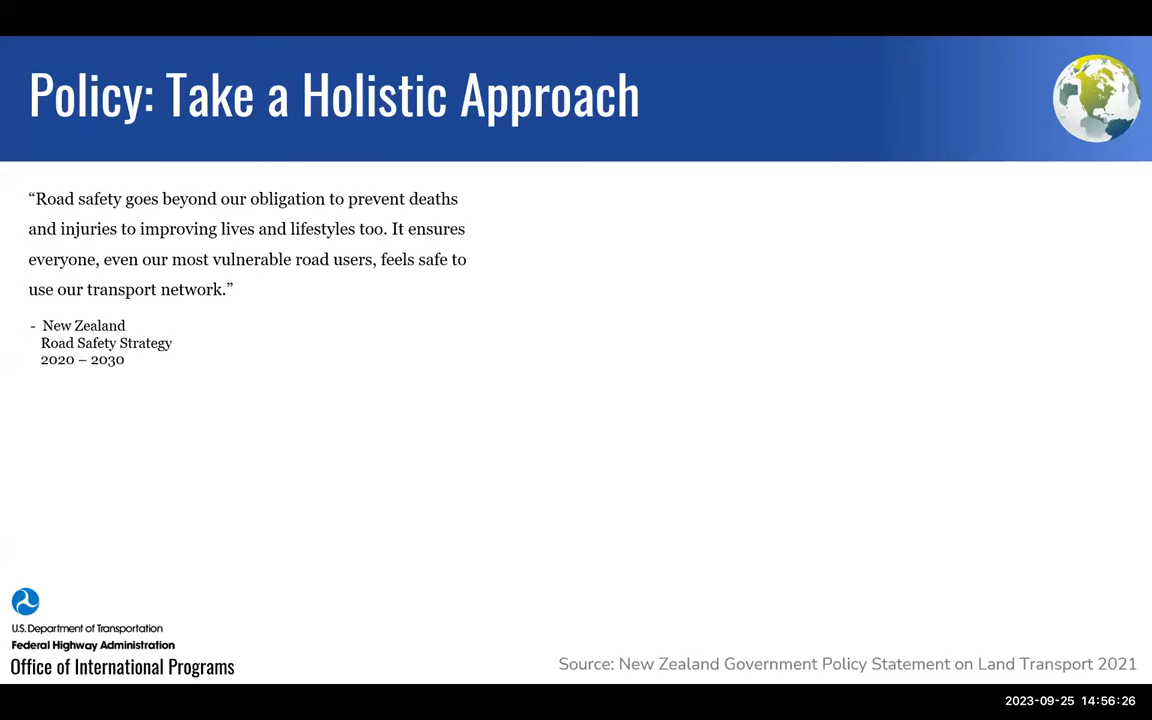 Policy: Take a Holistic Approach
“Road safety goes beyond our obligation to prevent deaths
and injuries to improving lives and lifestyles too. It ensures
everyone, even our most vulnerable road users, feels safe to
use our transport network.”
- New Zealand
Road Safety Strategy
2020 – 2030
U.S. Department of Transportation
Federal Highway Administration
Office of International Programs
Source: New Zealand Government Policy Statement on Land Transport 2021
2023-09-25 14:56:26